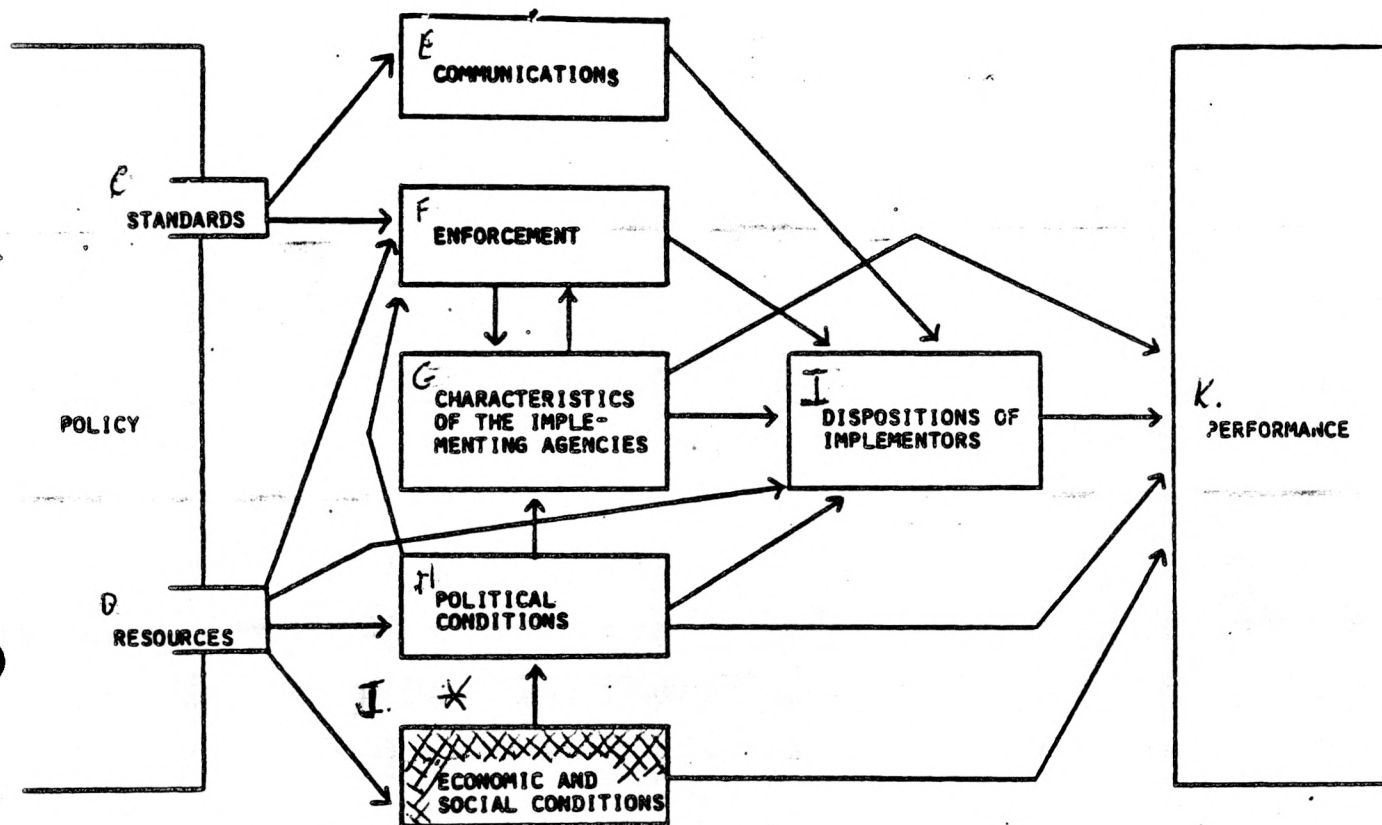 E
COMMUNICATIONS
C
STANDARDS
F
ENFORCEMENT
G
CHARACTERISTICS
OF THE IMPLE-
MENTING AGENCIES
I
DISPOSITIONS OF
IMPLEMENTORS
K.
PERFORMANCE
POLICY
H
POLITICAL
CONDITIONS
D
RESOURCES
J.
ECONOMIC AND
SOCIAL CONDITIONS